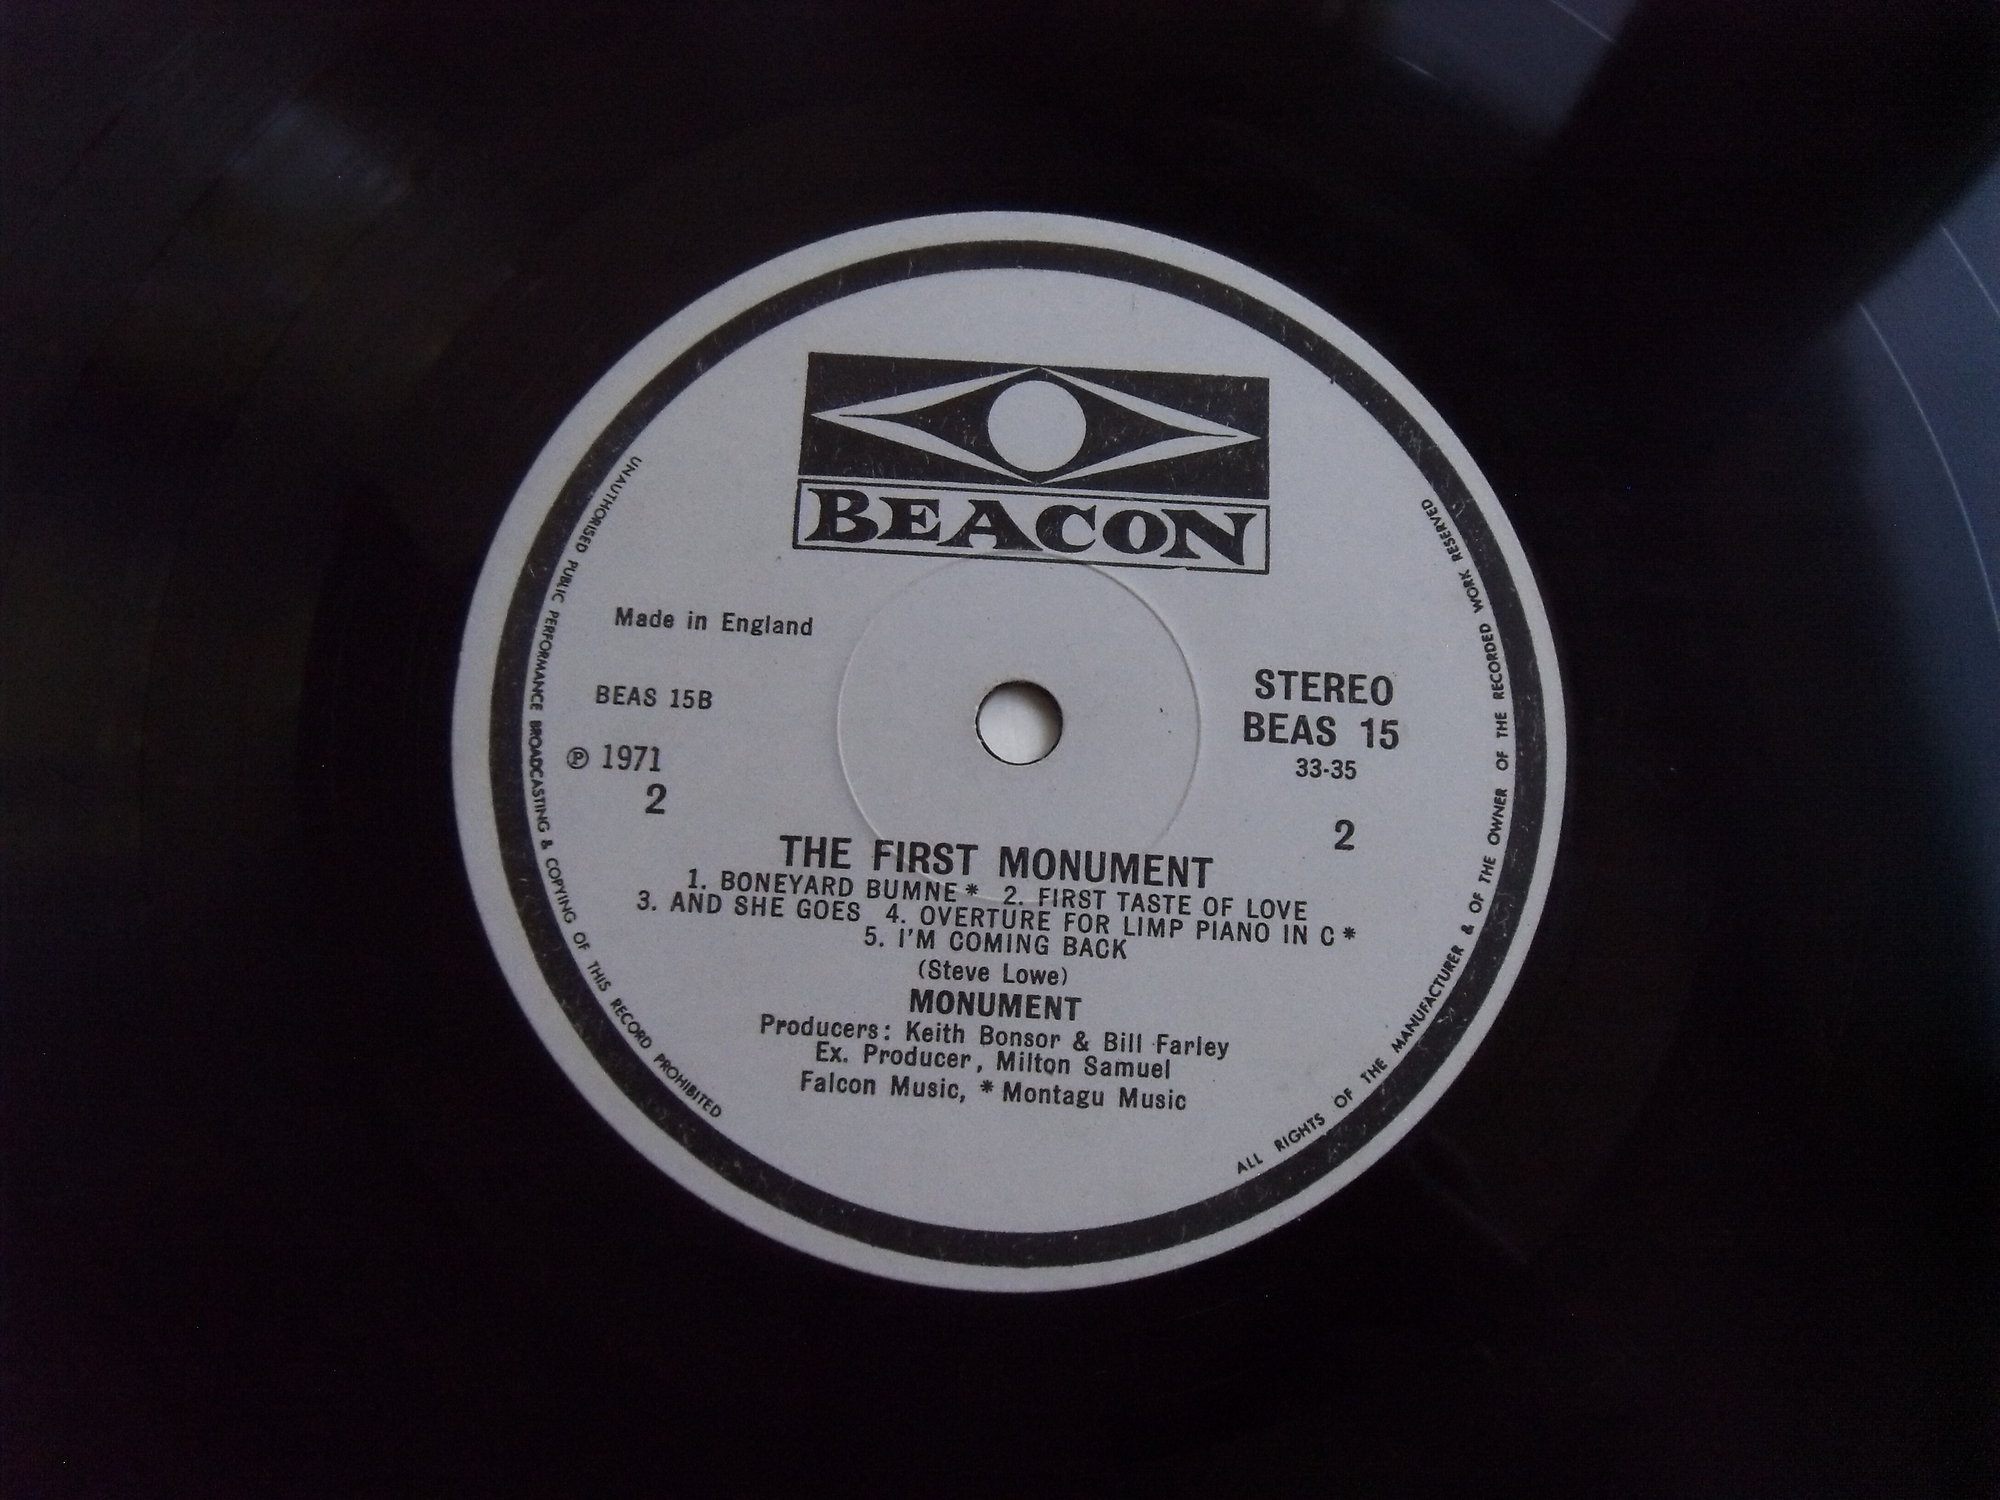 BEACON
Made in England
BEAS 15B
Ⓟ 1971
2
STEREO
BEAS 15
33-35
2
THE FIRST MONUMENT
1. BONEYARD BUMNE * 2. FIRST TASTE OF LOVE
3. AND SHE GOES 4. OVERTURE FOR LIMP PIANO IN C *
5. I'M COMING BACK
(Steve Lowe)
MONUMENT
Producers: Keith Bonsor & Bill Farley
Ex. Producer, Milton Samuel
Falcon Music, * Montagu Music
UNAUTHORISED PUBLIC PERFORMANCE BROADCASTING & COPYING OF THIS RECORD PROHIBITED
ALL RIGHTS OF THE MANUFACTURER & OF THE OWNER OF THE RECORDED WORK RESERVED